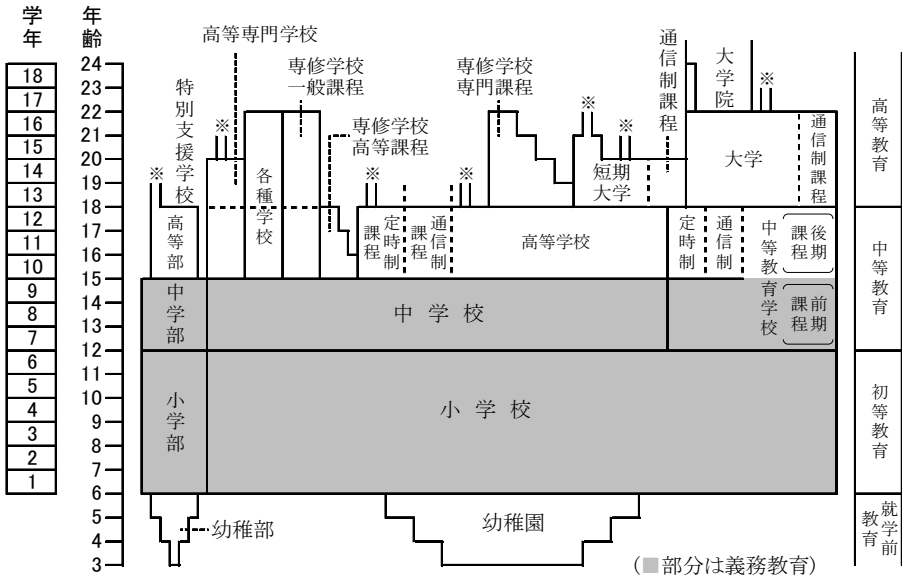 学年
年齢
18
17
16
15
14
13
12
11
10
9
8
7
6
5
4
3
2
1
24
23
22
21
20
19
18
17
16
15
14
13
12
11
10
9
8
7
6
5
4
3
特別支援学校
高等専門学校
専修学校
一般課程
専修学校
高等課程
専修学校
専門課程
通信制課程
大学院
※
※
※
※
※
※
※
各種学校
短期
大学
大学
通信制課程
高等部
定時制
課程
通信制
課程
高等学校
定時制
通信制
中等教育学校
後期
課程
前期
課程
中学部
中学校
小学部
小学校
幼稚部
幼稚園
高等教育
中等教育
初等教育
就学前
教育
(■部分は義務教育)